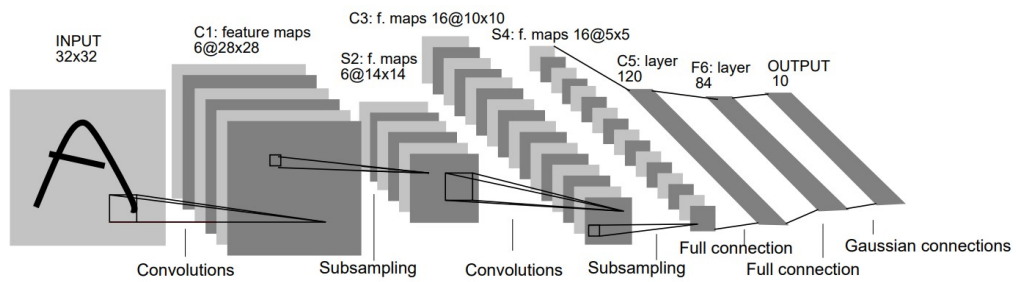 INPUT
32x32
C1: feature maps
6@28x28
S2: f. maps
6@14x14
C3: f. maps 16@10x10
S4: f. maps 16@5x5
C5: layer
120
F6: layer
84
OUTPUT
10
Convolutions
Subsampling
Convolutions
Subsampling
Full connection
Full connection
Gaussian connections